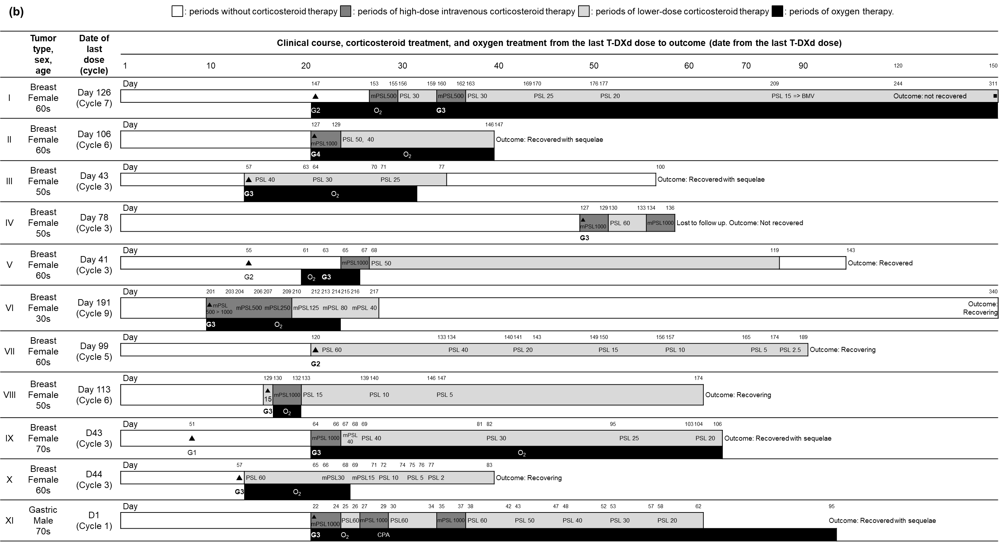 (b)
: periods without corticosteroid therapy : periods of high-dose intravenous corticosteroid therapy : periods of lower-dose corticosteroid therapy : periods of oxygen therapy.
Tumor type, sex, age
Date of last dose (cycle)
Clinical course, corticosteroid treatment, and oxygen treatment from the last T-DXd dose to outcome (date from the last T-DXd dose)
1 10 20 30 40 50 60 70 90 120 150
I
Breast
Female
60s
Day 126
(Cycle 7)
Day 147 153 155 156 159 160 162 163 169 170 176 177 209 244 311
▲ mPSL500 PSL 30 mPSL500 PSL 30 PSL 25 PSL 20 PSL 15 => BMV Outcome: not recovered ■
G2 O₂ G3
II
Breast
Female
60s
Day 106
(Cycle 6)
Day 127 129 146 147
▲ mPSL1000 PSL 50, 40 Outcome: Recovered with sequelae
G4 O₂
III
Breast
Female
50s
Day 43
(Cycle 3)
Day 57 63 64 70 71 77 100
▲ PSL 40 PSL 30 PSL 25 Outcome: Recovered with sequelae
G3 O₂
IV
Breast
Female
50s
Day 78
(Cycle 3)
Day 127 129 130 133 134 136
▲ mPSL1000 PSL 60 mPSL1000 Lost to follow up. Outcome: Not recovered
G3
V
Breast
Female
60s
Day 41
(Cycle 3)
Day 55 61 63 65 67 68 119 143
▲ mPSL1000 PSL 50 Outcome: Recovered
G2 O₂ G3
VI
Breast
Female
30s
Day 191
(Cycle 9)
Day 201 203 204 206 207 209 210 212 213 214 215 216 217 340
▲ mPSL 500 > 1000 mPSL500 mPSL250 mPSL125 mPSL 80 mPSL 40 Outcome: Recovering
G3 O₂
VII
Breast
Female
60s
Day 99
(Cycle 5)
Day 120 133 134 140 141 143 149 150 156 157 165 174 189
▲ PSL 60 PSL 40 PSL 20 PSL 15 PSL 10 PSL 5 PSL 2.5 Outcome: Recovering
G2
VIII
Breast
Female
50s
Day 113
(Cycle 6)
Day 129 130 132 133 139 140 146 147 174
▲ 15 mPSL1000 PSL 15 PSL 10 PSL 5 Outcome: Recovering
G3 O₂
IX
Breast
Female
70s
D43
(Cycle 3)
Day 51 64 66 67 68 69 81 82 95 103 104 106
▲ mPSL 1000 mPSL 40 PSL 40 PSL 30 PSL 25 PSL 20 Outcome: Recovered with sequelae
G1 G3 O₂
X
Breast
Female
60s
D44
(Cycle 3)
Day 57 65 66 68 69 71 72 74 75 76 77 83
▲ PSL 60 mPSL30 mPSL15 PSL 10 PSL 5 PSL 2 Outcome: Recovering
G3 O₂
XI
Gastric
Male
70s
D1
(Cycle 1)
Day 22 24 25 26 27 29 30 34 35 37 38 42 43 47 48 52 53 57 58 62 95
▲ mPSL1000 PSL60 mPSL 1000 PSL60 mPSL 1000 PSL 60 PSL 50 PSL 40 PSL 30 PSL 20 Outcome: Recovered with sequelae
G3 O₂ CPA